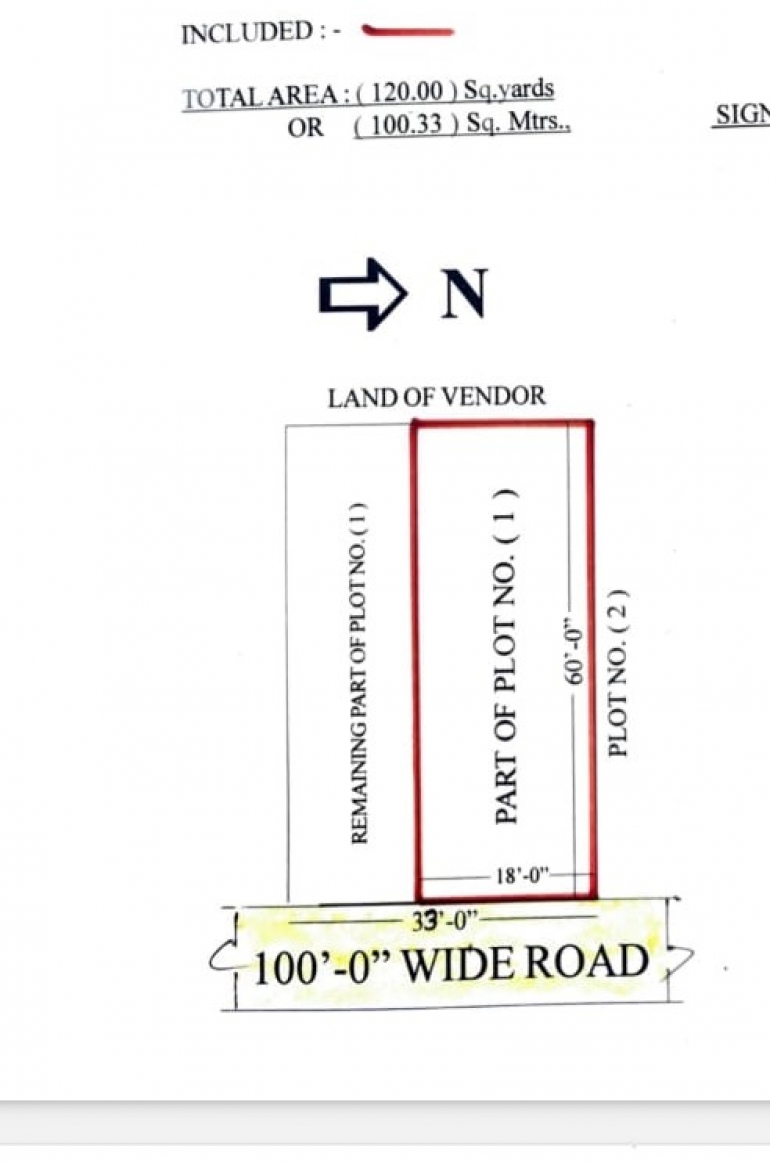 INCLUDED : -
TOTAL AREA : ( 120.00 ) Sq.yards
OR ( 100.33 ) Sq. Mtrs.,
SIGN
N
LAND OF VENDOR
REMAINING PART OF PLOT NO. ( 1 )
PART OF PLOT NO. ( 1 )
60'-0"
PLOT NO. ( 2 )
18'-0"
33'-0"
100'-0" WIDE ROAD